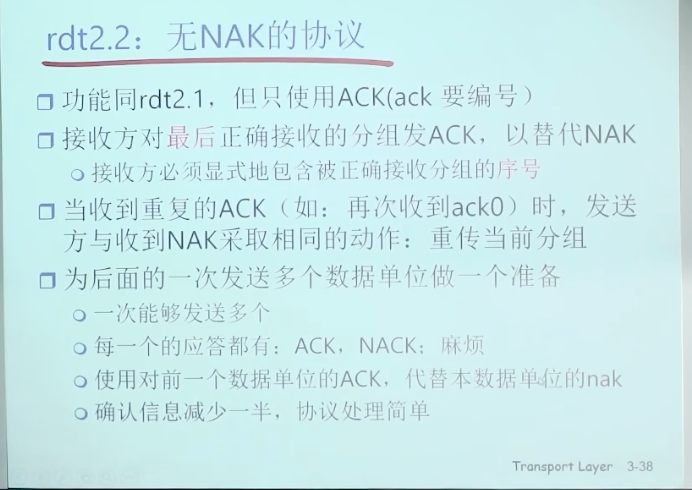 rdt2.2：无NAK的协议
功能同rdt2.1，但只使用ACK(ack 要编号）
接收方对最后正确接收的分组发ACK，以替代NAK
接收方必须显式地包含被正确接收分组的序号
当收到重复的ACK（如：再次收到ack0）时，发送
方与收到NAK采取相同的动作：重传当前分组
为后面的一次发送多个数据单位做一个准备
一次能够发送多个
每一个的应答都有：ACK，NACK；麻烦
使用对前一个数据单位的ACK，代替本数据单位的nak
确认信息减少一半，协议处理简单
Transport Layer 3-38